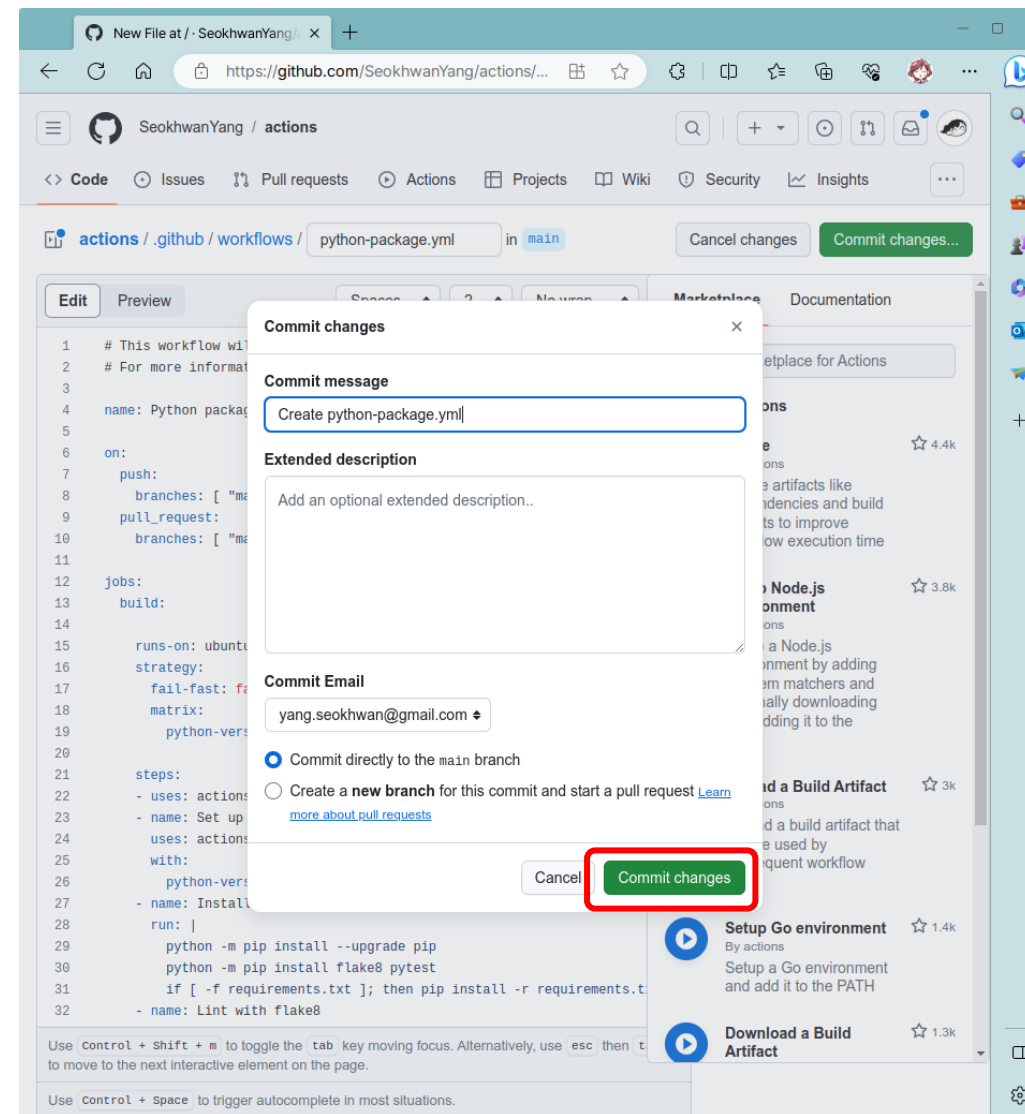 New File at / · SeokhwanYang/
https://github.com/SeokhwanYang/actions/...
SeokhwanYang / actions
Code Issues Pull requests Actions Projects Wiki Security Insights
actions / .github / workflows / python-package.yml in main Cancel changes Commit changes...
Edit Preview
Marketplace Documentation
Commit changes
Commit message
Create python-package.yml
Extended description
Add an optional extended description..
Commit Email
yang.seokhwan@gmail.com
Commit directly to the main branch
Create a new branch for this commit and start a pull request Learn
more about pull requests
Cancel Commit changes
1 # This workflow wil
2 # For more informat
3
4 name: Python packag
5
6 on:
7 push:
8 branches: [ "ma
9 pull_request:
10 branches: [ "ma
11
12 jobs:
13 build:
14
15 runs-on: ubuntu
16 strategy:
17 fail-fast: fa
18 matrix:
19 python-vers
20
21 steps:
22 - uses: actions
23 - name: Set up
24 uses: actions
25 with:
26 python-vers
27 - name: Install
28 run: |
29 python -m pip install --upgrade pip
30 python -m pip install flake8 pytest
31 if [ -f requirements.txt ]; then pip install -r requirements.t
32 - name: Lint with flake8
Use Control + Shift + m to toggle the tab key moving focus. Alternatively, use esc then t
to move to the next interactive element on the page.
Use Control + Space to trigger autocomplete in most situations.
etplace for Actions
ons
e 4.4k
ons
e artifacts like
ndencies and build
ts to improve
ow execution time
Node.js 3.8k
onment
ons
a Node.js
onment by adding
em matchers and
nally downloading
dding it to the
ad a Build Artifact 3k
ons
d a build artifact that
e used by
equent workflow
Setup Go environment 1.4k
By actions
Setup a Go environment
and add it to the PATH
Download a Build 1.3k
Artifact